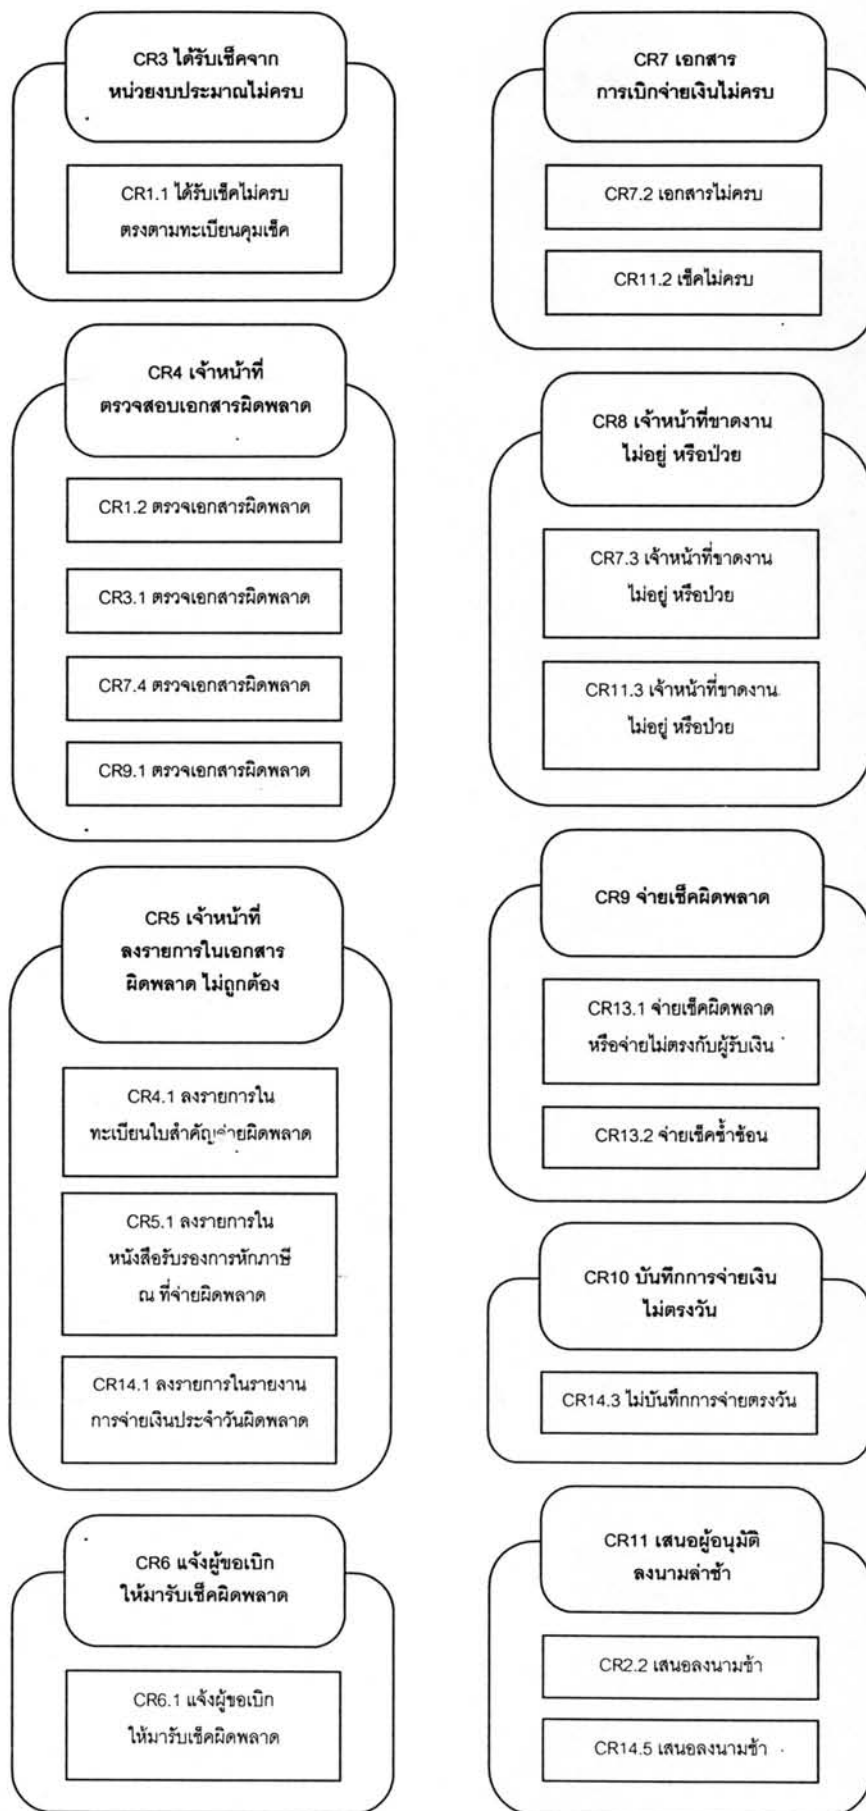 CR3 ได้รับเช็คจาก
หน่วยงบประมาณไม่ครบ
CR1.1 ได้รับเช็คไม่ครบ
ตรงตามทะเบียนคุมเช็ค
CR4 เจ้าหน้าที่
ตรวจสอบเอกสารผิดพลาด
CR1.2 ตรวจเอกสารผิดพลาด
CR3.1 ตรวจเอกสารผิดพลาด
CR7.4 ตรวจเอกสารผิดพลาด
CR9.1 ตรวจเอกสารผิดพลาด
CR5 เจ้าหน้าที่
ลงรายการในเอกสาร
ผิดพลาด ไม่ถูกต้อง
CR4.1 ลงรายการใน
ทะเบียนใบสำคัญจ่ายผิดพลาด
CR5.1 ลงรายการใน
หนังสือรับรองการหักภาษี
ณ ที่จ่ายผิดพลาด
CR14.1 ลงรายการในรายงาน
การจ่ายเงินประจำวันผิดพลาด
CR6 แจ้งผู้ขอเบิก
ให้มารับเช็คผิดพลาด
CR6.1 แจ้งผู้ขอเบิก
ให้มารับเช็คผิดพลาด
CR7 เอกสาร
การเบิกจ่ายเงินไม่ครบ
CR7.2 เอกสารไม่ครบ
CR11.2 เช็คไม่ครบ
CR8 เจ้าหน้าที่ขาดงาน
ไม่อยู่ หรือป่วย
CR7.3 เจ้าหน้าที่ขาดงาน
ไม่อยู่ หรือป่วย
CR11.3 เจ้าหน้าที่ขาดงาน
ไม่อยู่ หรือป่วย
CR9 จ่ายเช็คผิดพลาด
CR13.1 จ่ายเช็คผิดพลาด
หรือจ่ายไม่ตรงกับผู้รับเงิน
CR13.2 จ่ายเช็คซ้ำซ้อน
CR10 บันทึกการจ่ายเงิน
ไม่ตรงวัน
CR14.3 ไม่บันทึกการจ่ายตรงวัน
CR11 เสนอผู้อนุมัติ
ลงนามล่าช้า
CR2.2 เสนอลงนามช้า
CR14.5 เสนอลงนามช้า